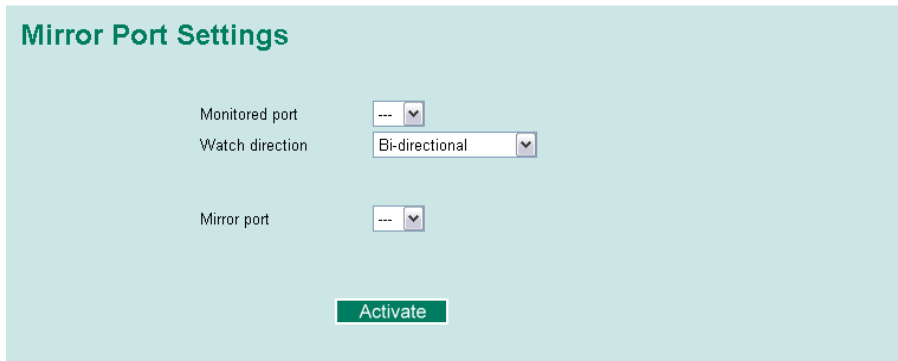 Mirror Port Settings
Monitored port ---
Watch direction Bi-directional
Mirror port ---
Activate